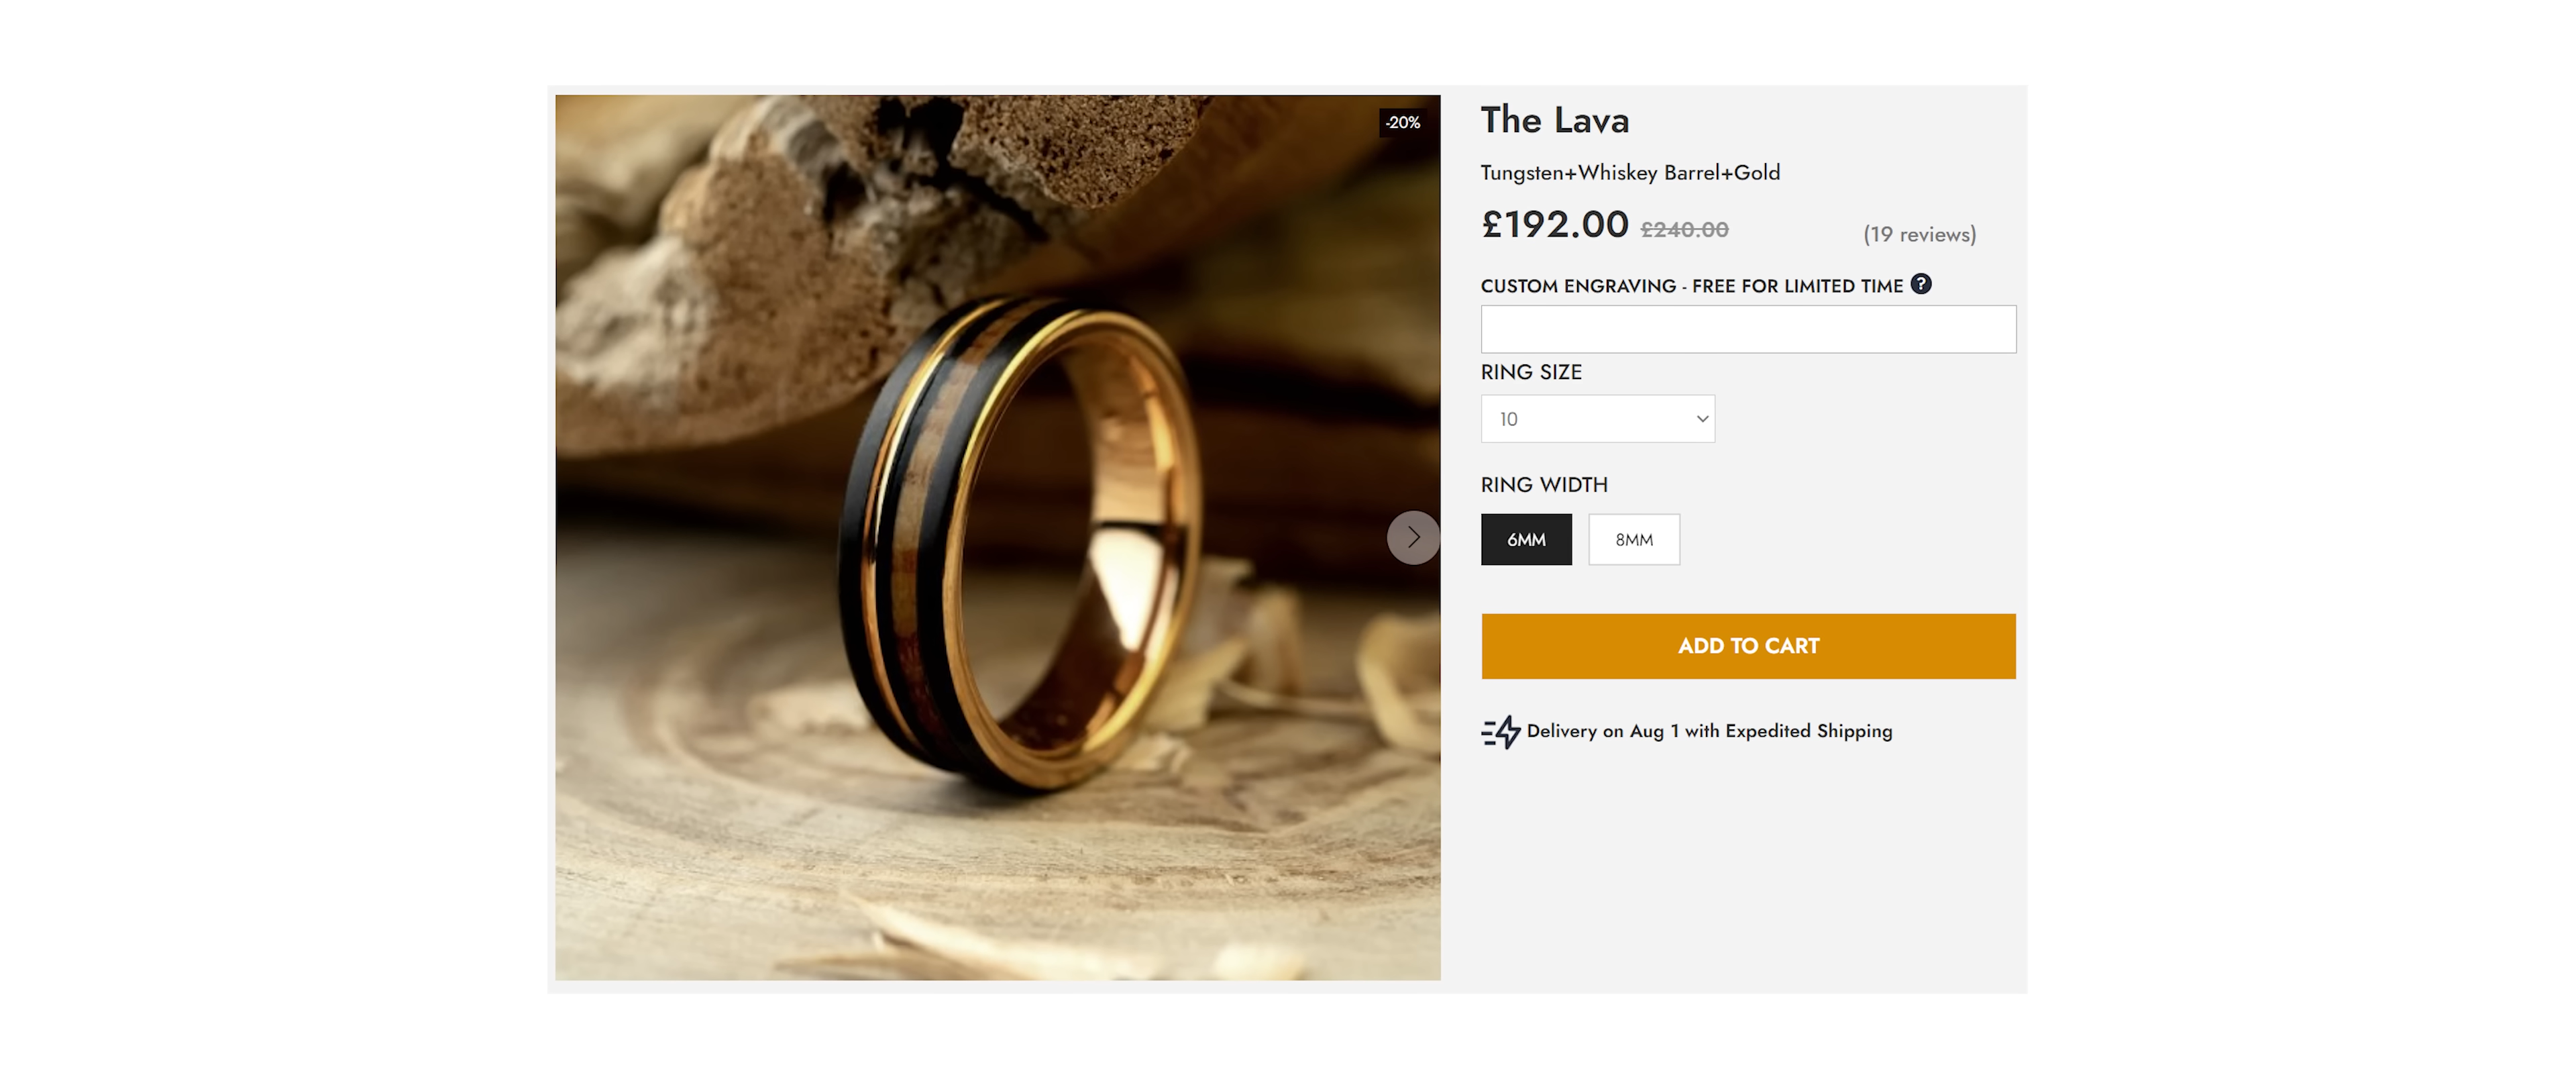 -20%
The Lava
Tungsten+Whiskey Barrel+Gold
£192.00 £240.00 (19 reviews)
CUSTOM ENGRAVING - FREE FOR LIMITED TIME ?
RING SIZE
10
RING WIDTH
6MM 8MM
ADD TO CART
Delivery on Aug 1 with Expedited Shipping